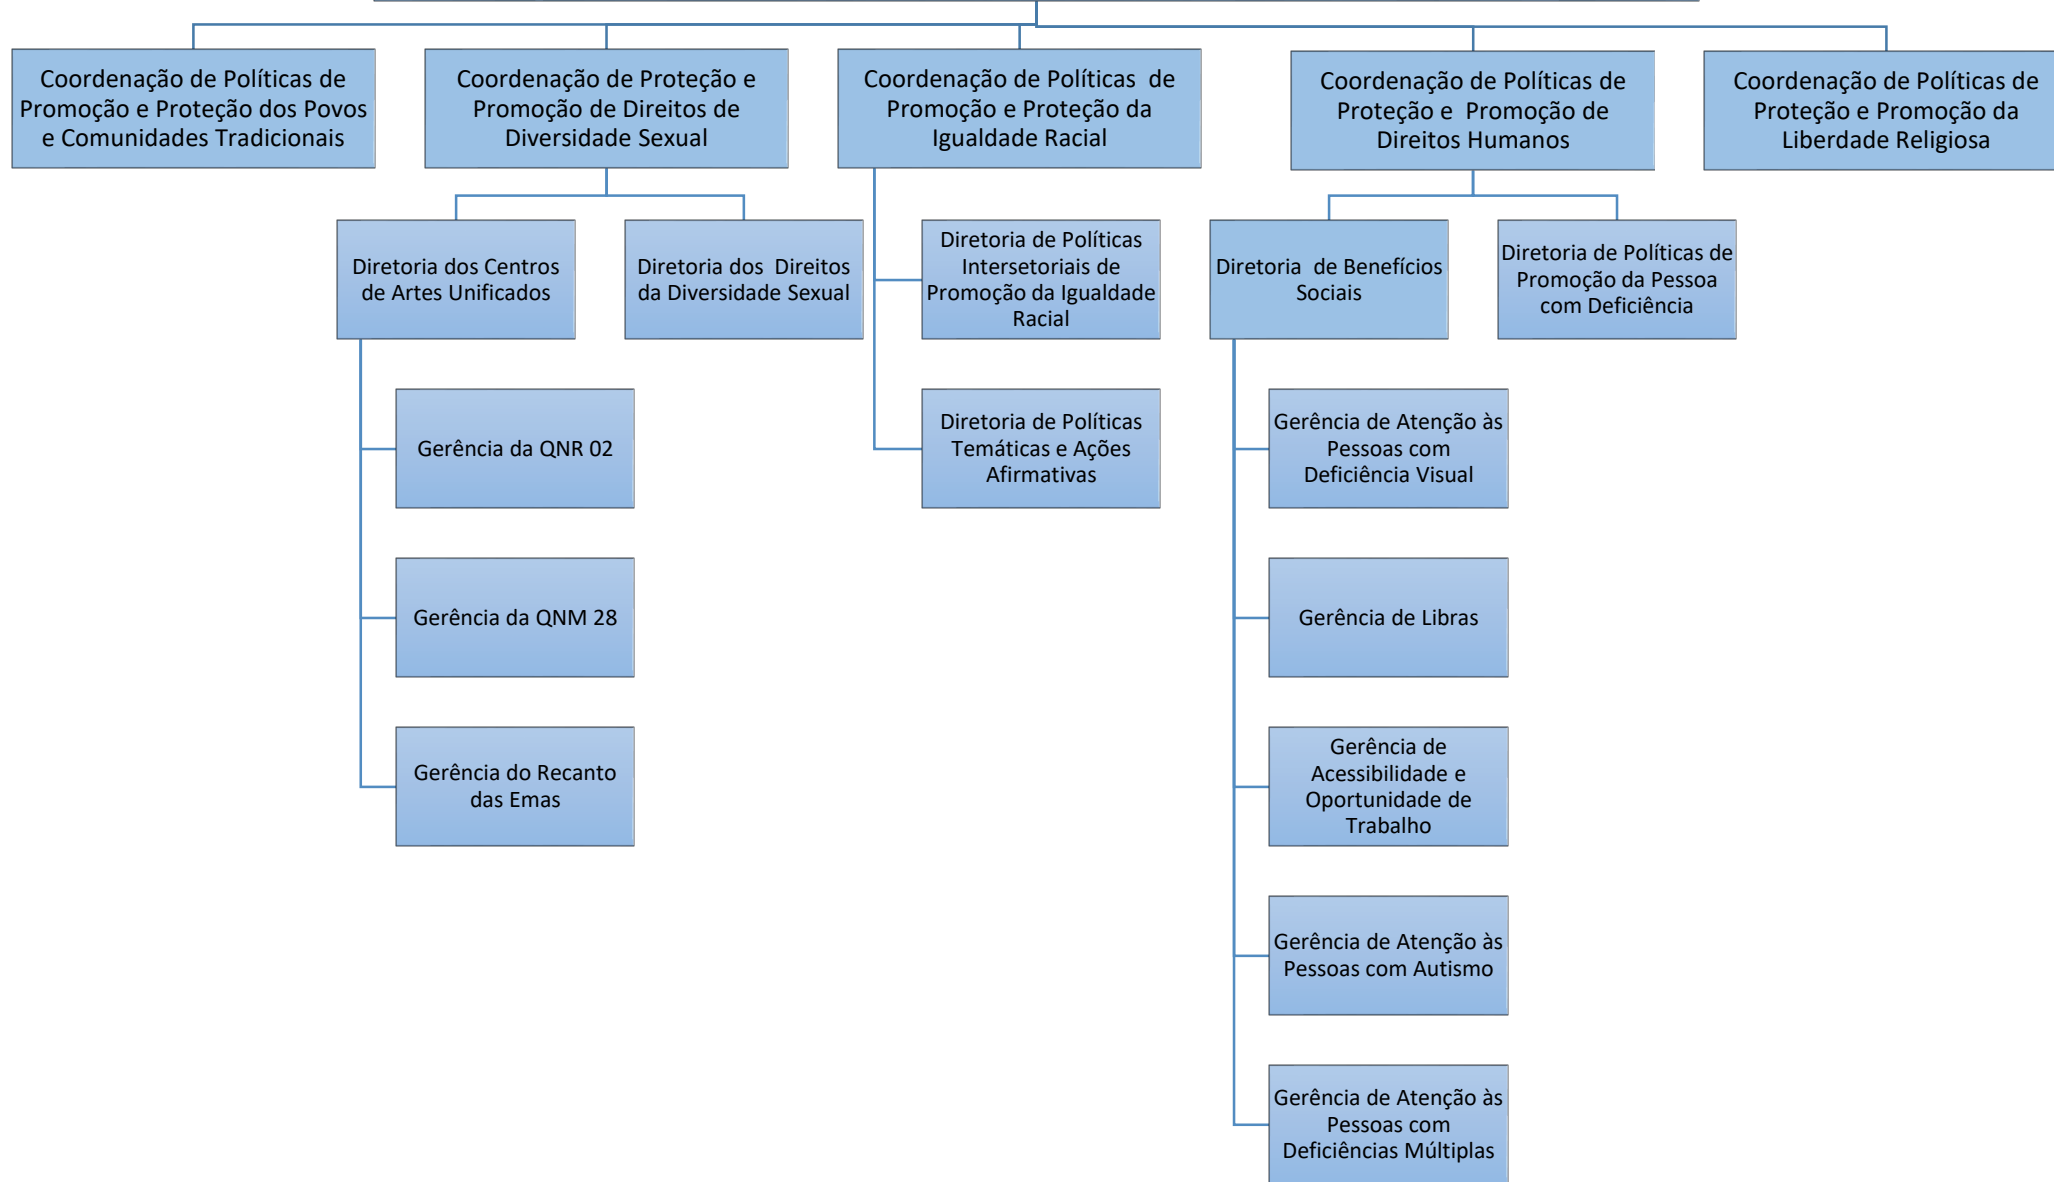 Coordenação de Políticas de
Promoção e Proteção dos Povos
e Comunidades Tradicionais
Coordenação de Proteção e
Promoção de Direitos de
Diversidade Sexual
Coordenação de Políticas  de
Promoção e Proteção da
Igualdade Racial
Coordenação de Políticas de
Proteção e  Promoção de
Direitos Humanos
Coordenação de Políticas de
Proteção e Promoção da
Liberdade Religiosa
Diretoria dos Centros
de Artes Unificados
Diretoria dos  Direitos
da Diversidade Sexual
Diretoria de Políticas
Intersetoriais de
Promoção da Igualdade
Racial
Diretoria  de Benefícios
Sociais
Diretoria de Políticas de
Promoção da Pessoa
com Deficiência
Gerência da QNR 02
Diretoria de Políticas
Temáticas e Ações
Afirmativas
Gerência de Atenção às
Pessoas com
Deficiência Visual
Gerência da QNM 28
Gerência de Libras
Gerência do Recanto
das Emas
Gerência de
Acessibilidade e
Oportunidade de
Trabalho
Gerência de Atenção às
Pessoas com Autismo
Gerência de Atenção às
Pessoas com
Deficiências Múltiplas